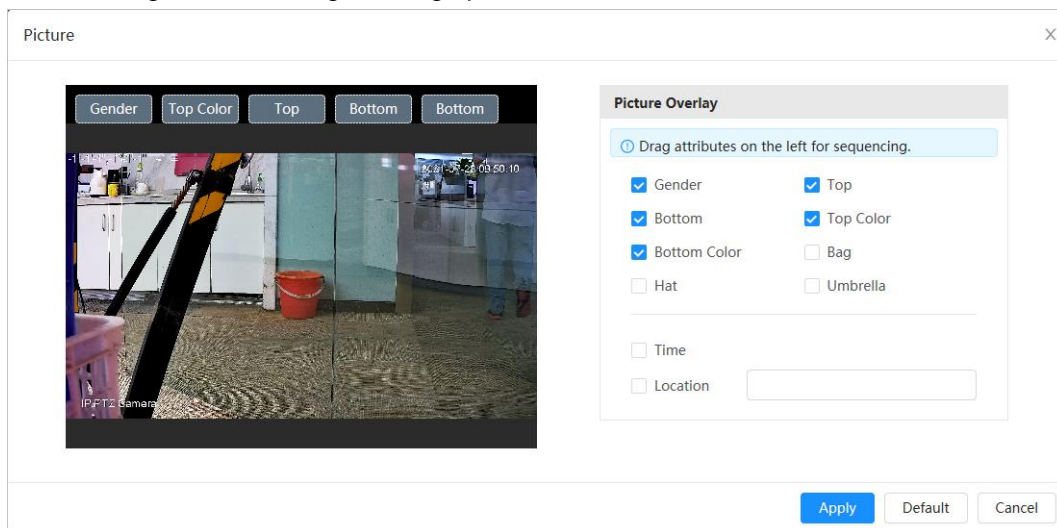 Picture
X
Gender Top Color Top Bottom Bottom
Picture Overlay
Drag attributes on the left for sequencing.
Gender Top
Bottom Top Color
Bottom Color Bag
Hat Umbrella
Time
Location
IP PTZ Camera
Apply Default Cancel